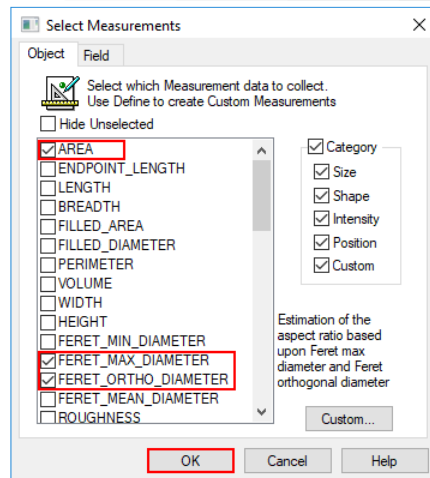 Select Measurements
Object Field
Select which Measurement data to collect.
Use Define to create Custom Measurements
Hide Unselected
AREA
ENDPOINT_LENGTH
LENGTH
BREADTH
FILLED_AREA
FILLED_DIAMETER
PERIMETER
VOLUME
WIDTH
HEIGHT
FERET_MIN_DIAMETER
FERET_MAX_DIAMETER
FERET_ORTHO_DIAMETER
FERET_MEAN_DIAMETER
ROUGHNESS
Category
Size
Shape
Intensity
Position
Custom
Estimation of the
aspect ratio based
upon Feret max
diameter and Feret
orthogonal diameter
Custom...
OK Cancel Help